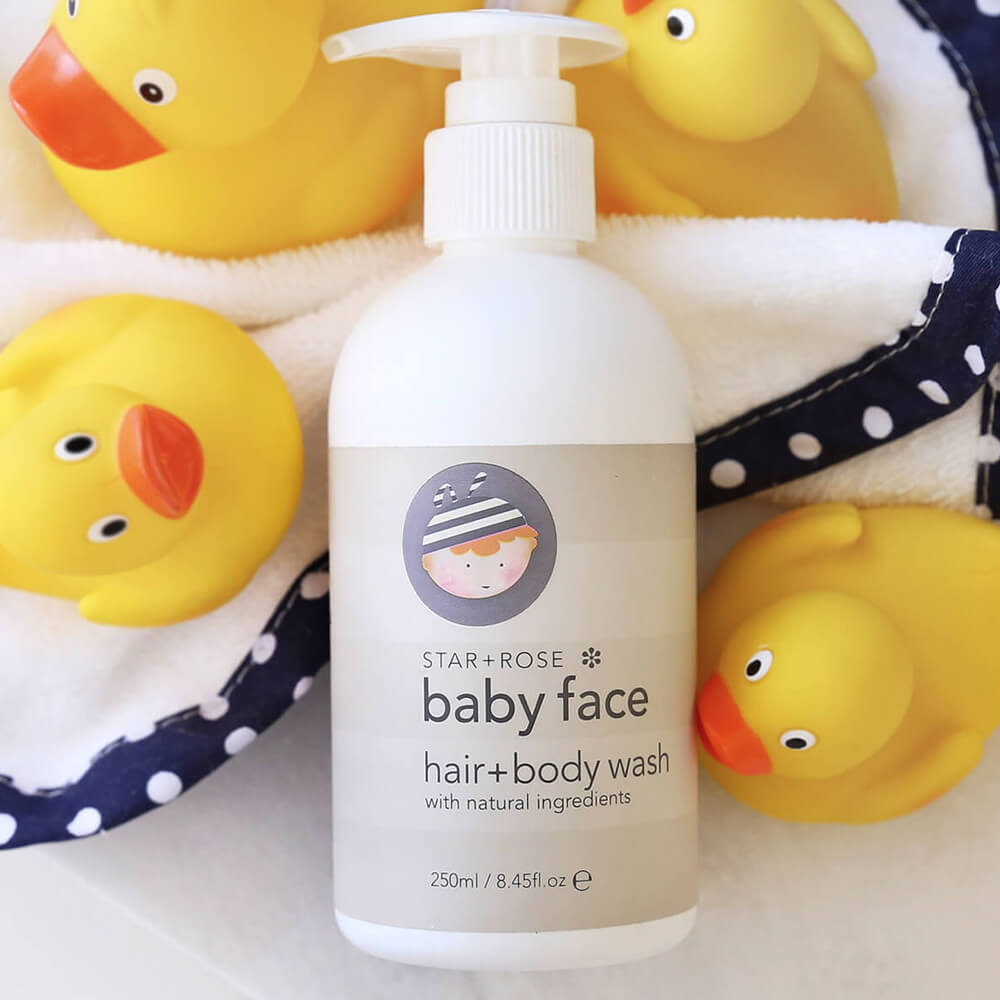 STAR+ROSE ❇
baby face
hair+body wash
with natural ingredients
250ml / 8.45fl.oz ℮